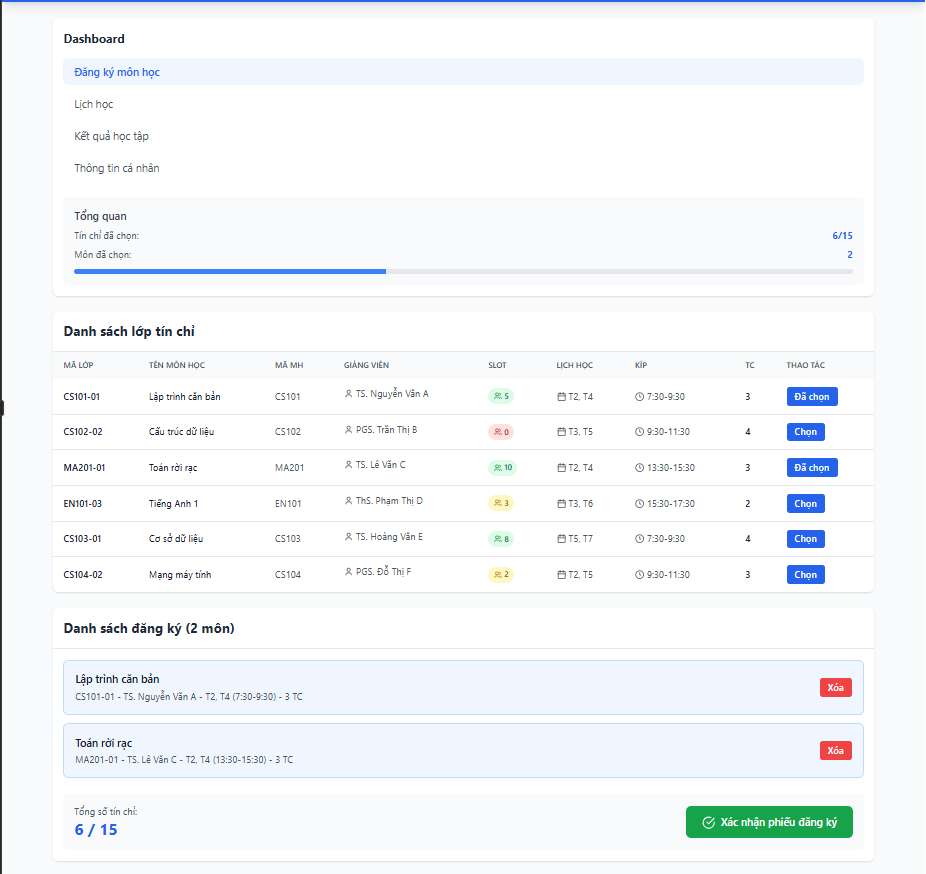 Dashboard
Đăng ký môn học
Lịch học
Kết quả học tập
Thông tin cá nhân
Tổng quan
Tín chỉ đã chọn: 6/15
Môn đã chọn: 2
Danh sách lớp tín chỉ
MÃ LỚP TÊN MÔN HỌC MÃ MH GIẢNG VIÊN SLOT LỊCH HỌC KÍP TC THAO TÁC
CS101-01 Lập trình căn bản CS101 TS. Nguyễn Văn A 5 T2, T4 7:30-9:30 3 Đã chọn
CS102-02 Cấu trúc dữ liệu CS102 PGS. Trần Thị B 0 T3, T5 9:30-11:30 4 Chọn
MA201-01 Toán rời rạc MA201 TS. Lê Văn C 10 T2, T4 13:30-15:30 3 Đã chọn
EN101-03 Tiếng Anh 1 EN101 ThS. Phạm Thị D 3 T3, T6 15:30-17:30 2 Chọn
CS103-01 Cơ sở dữ liệu CS103 TS. Hoàng Văn E 8 T5, T7 7:30-9:30 4 Chọn
CS104-02 Mạng máy tính CS104 PGS. Đỗ Thị F 2 T2, T5 9:30-11:30 3 Chọn
Danh sách đăng ký (2 môn)
Lập trình căn bản
CS101-01 - TS. Nguyễn Văn A - T2, T4 (7:30-9:30) - 3 TC
Xóa
Toán rời rạc
MA201-01 - TS. Lê Văn C - T2, T4 (13:30-15:30) - 3 TC
Xóa
Tổng số tín chỉ:
6 / 15
Xác nhận phiếu đăng ký